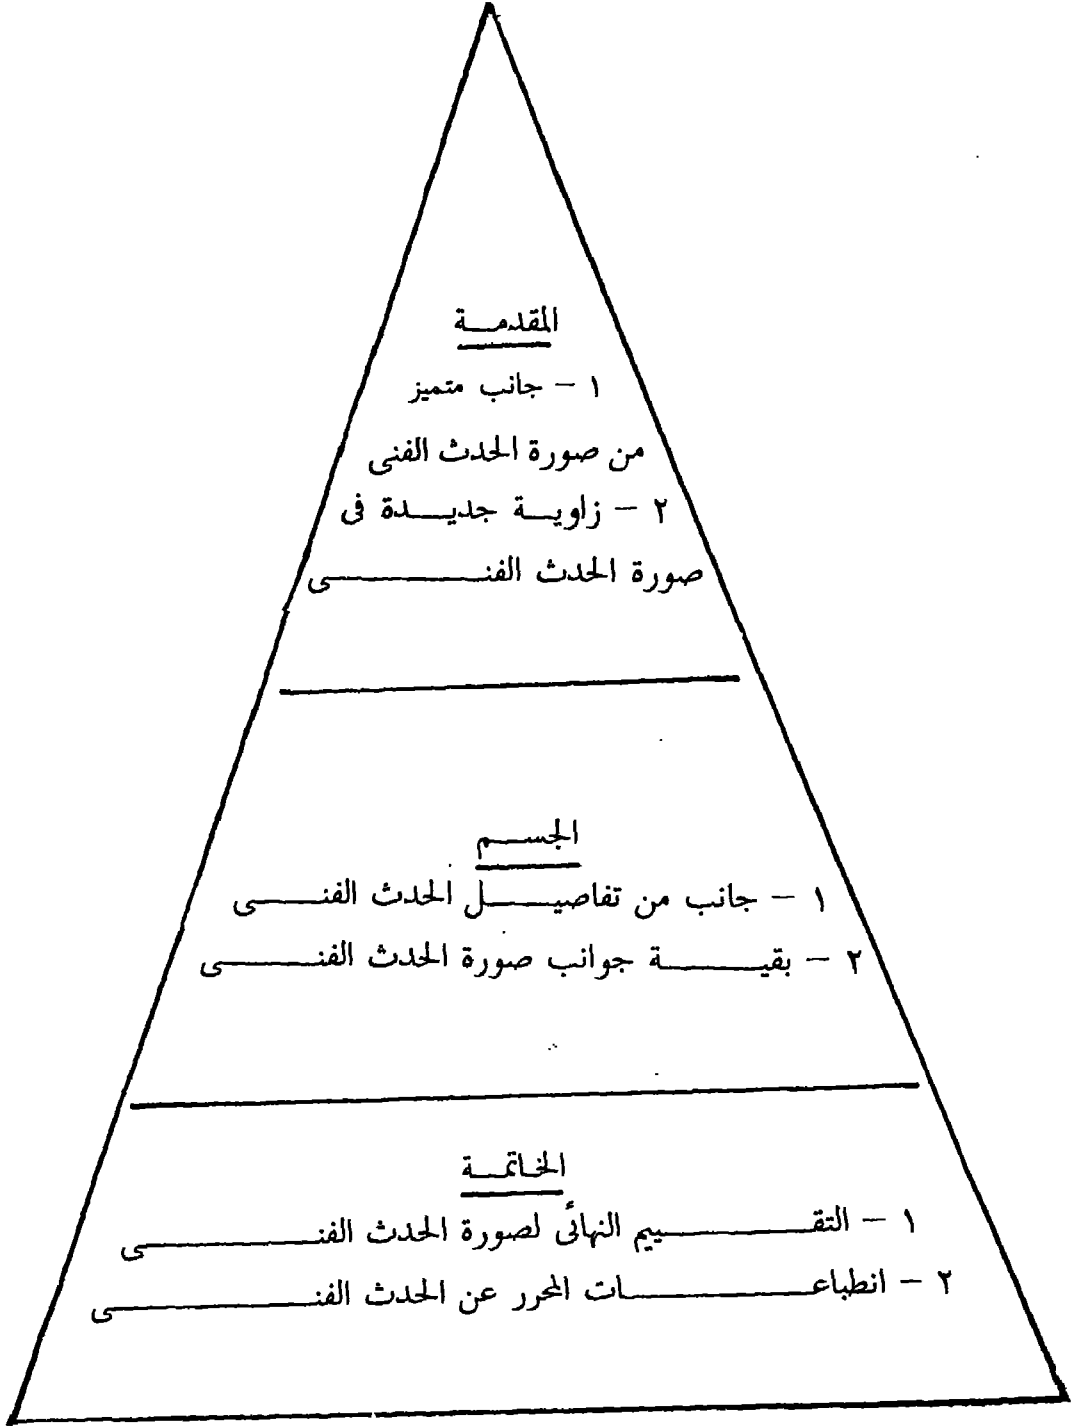 المقدمة
١ - جانب متميز
من صورة الحدث الفنى
٢ - زاوية جديدة فى
صورة الحدث الفنى
الجسم
١ - جانب من تفاصيل الحدث الفنى
٢ - بقية جوانب صورة الحدث الفنى
الخاتمة
١ - التقييم النهائى لصورة الحدث الفنى
٢ - انطباعات المحرر عن الحدث الفنى